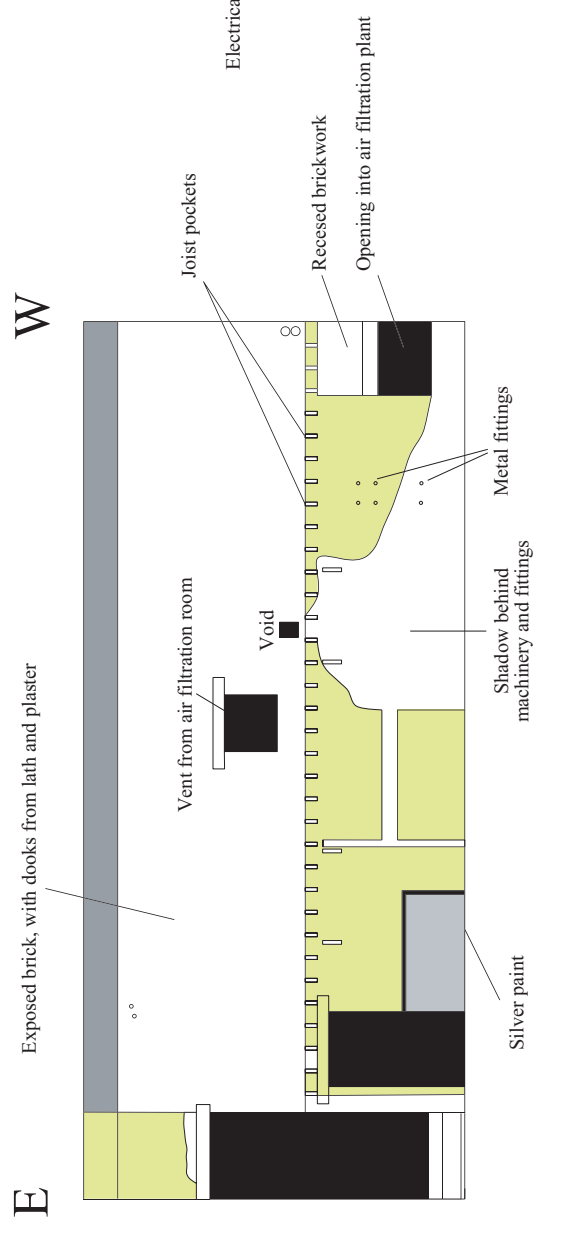 E
W
Exposed brick, with dooks from lath and plaster
Vent from air filtration room
Void
Joist pockets
Electrica
Recesed brickwork
Opening into air filtration plant
Metal fittings
Shadow behind
machinery and fittings
Silver paint